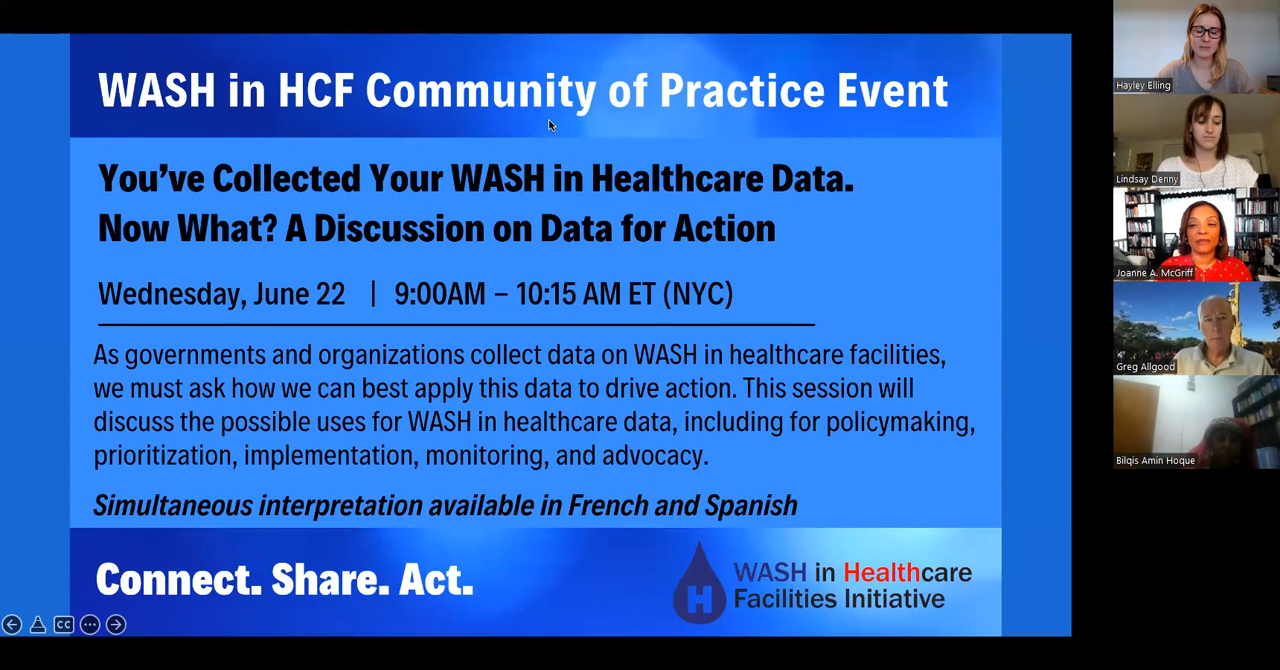 WASH in HCF Community of Practice Event
You’ve Collected Your WASH in Healthcare Data.
Now What? A Discussion on Data for Action
Wednesday, June 22 | 9:00AM – 10:15 AM ET (NYC)
As governments and organizations collect data on WASH in healthcare facilities,
we must ask how we can best apply this data to drive action. This session will
discuss the possible uses for WASH in healthcare data, including for policymaking,
prioritization, implementation, monitoring, and advocacy.
Simultaneous interpretation available in French and Spanish
Connect. Share. Act.
H
WASH in Healthcare
Facilities Initiative
CC
Hayley Elling
Lindsay Denny
Joanne A. McGriff
Greg Allgood
Bilqis Amin Hoque